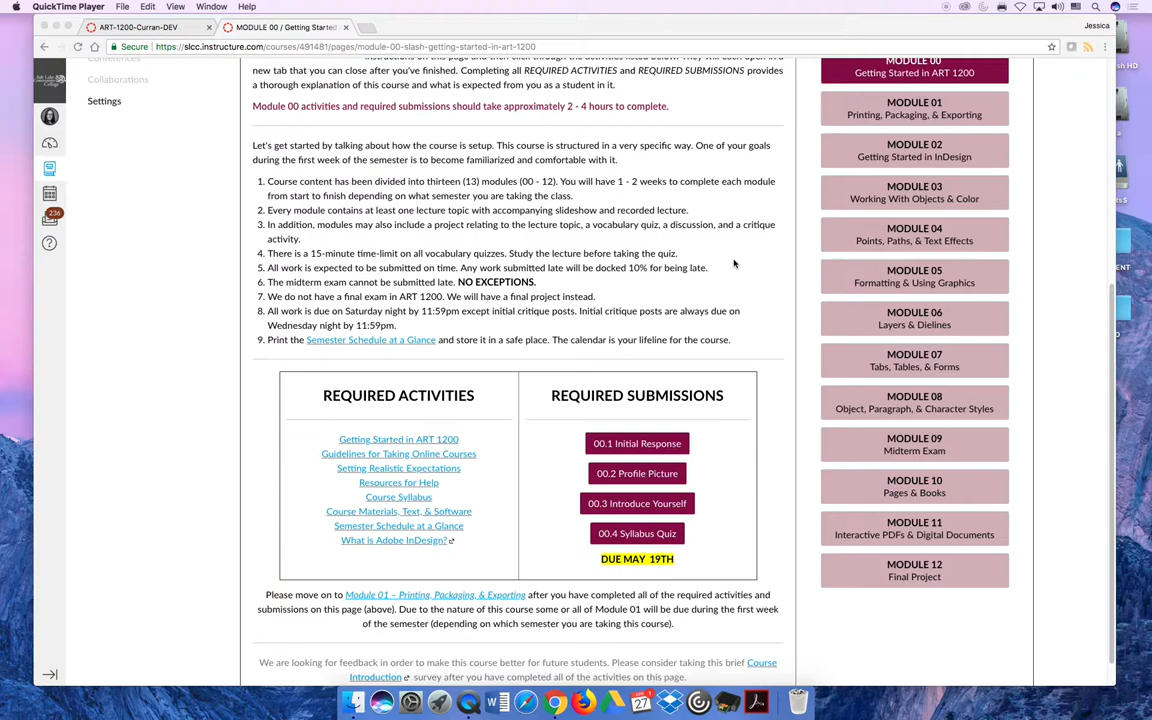 QuickTime Player File Edit View Window Help
ART-1200-Curran-DEV
MODULE 00 / Getting Started
Jessica
Secure https://slcc.instructure.com/courses/491481/pages/module-00-slash-getting-started-in-art-1200
Conferences
Collaborations
Settings
236
new tab that you can close after you've finished. Completing all REQUIRED ACTIVITIES and REQUIRED SUBMISSIONS provides
a thorough explanation of this course and what is expected from you as a student in it.
Module 00 activities and required submissions should take approximately 2 - 4 hours to complete.
Let's get started by talking about how the course is setup. This course is structured in a very specific way. One of your goals
during the first week of the semester is to become familiarized and comfortable with it.
1. Course content has been divided into thirteen (13) modules (00 - 12). You will have 1 - 2 weeks to complete each module
from start to finish depending on what semester you are taking the class.
2. Every module contains at least one lecture topic with accompanying slideshow and recorded lecture.
3. In addition, modules may also include a project relating to the lecture topic, a vocabulary quiz, a discussion, and a critique
activity.
4. There is a 15-minute time-limit on all vocabulary quizzes. Study the lecture before taking the quiz.
5. All work is expected to be submitted on time. Any work submitted late will be docked 10% for being late.
6. The midterm exam cannot be submitted late. NO EXCEPTIONS.
7. We do not have a final exam in ART 1200. We will have a final project instead.
8. All work is due on Saturday night by 11:59pm except initial critique posts. Initial critique posts are always due on
Wednesday night by 11:59pm.
9. Print the Semester Schedule at a Glance and store it in a safe place. The calendar is your lifeline for the course.
REQUIRED ACTIVITIES
Getting Started in ART 1200
Guidelines for Taking Online Courses
Setting Realistic Expectations
Resources for Help
Course Syllabus
Course Materials, Text, & Software
Semester Schedule at a Glance
What is Adobe InDesign?
REQUIRED SUBMISSIONS
00.1 Initial Response
00.2 Profile Picture
00.3 Introduce Yourself
00.4 Syllabus Quiz
DUE MAY 19TH
Please move on to Module 01 – Printing, Packaging, & Exporting after you have completed all of the required activities and
submissions on this page (above). Due to the nature of this course some or all of Module 01 will be due during the first week
of the semester (depending on which semester you are taking this course).
We are looking for feedback in order to make this course better for future students. Please consider taking this brief Course
Introduction survey after you have completed all of the activities on this page.
MODULE 00
Getting Started in ART 1200
MODULE 01
Printing, Packaging, & Exporting
MODULE 02
Getting Started in InDesign
MODULE 03
Working With Objects & Color
MODULE 04
Points, Paths, & Text Effects
MODULE 05
Formatting & Using Graphics
MODULE 06
Layers & Dielines
MODULE 07
Tabs, Tables, & Forms
MODULE 08
Object, Paragraph, & Character Styles
MODULE 09
Midterm Exam
MODULE 10
Pages & Books
MODULE 11
Interactive PDFs & Digital Documents
MODULE 12
Final Project
27